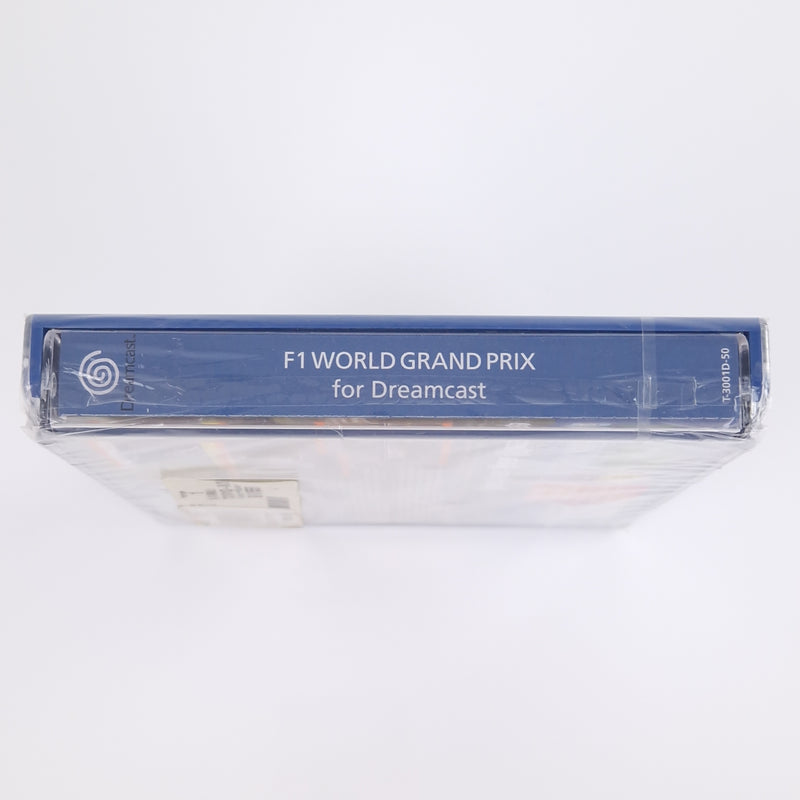 Dreamcast.
F1 WORLD GRAND PRIX
for Dreamcast
T-3001D-50